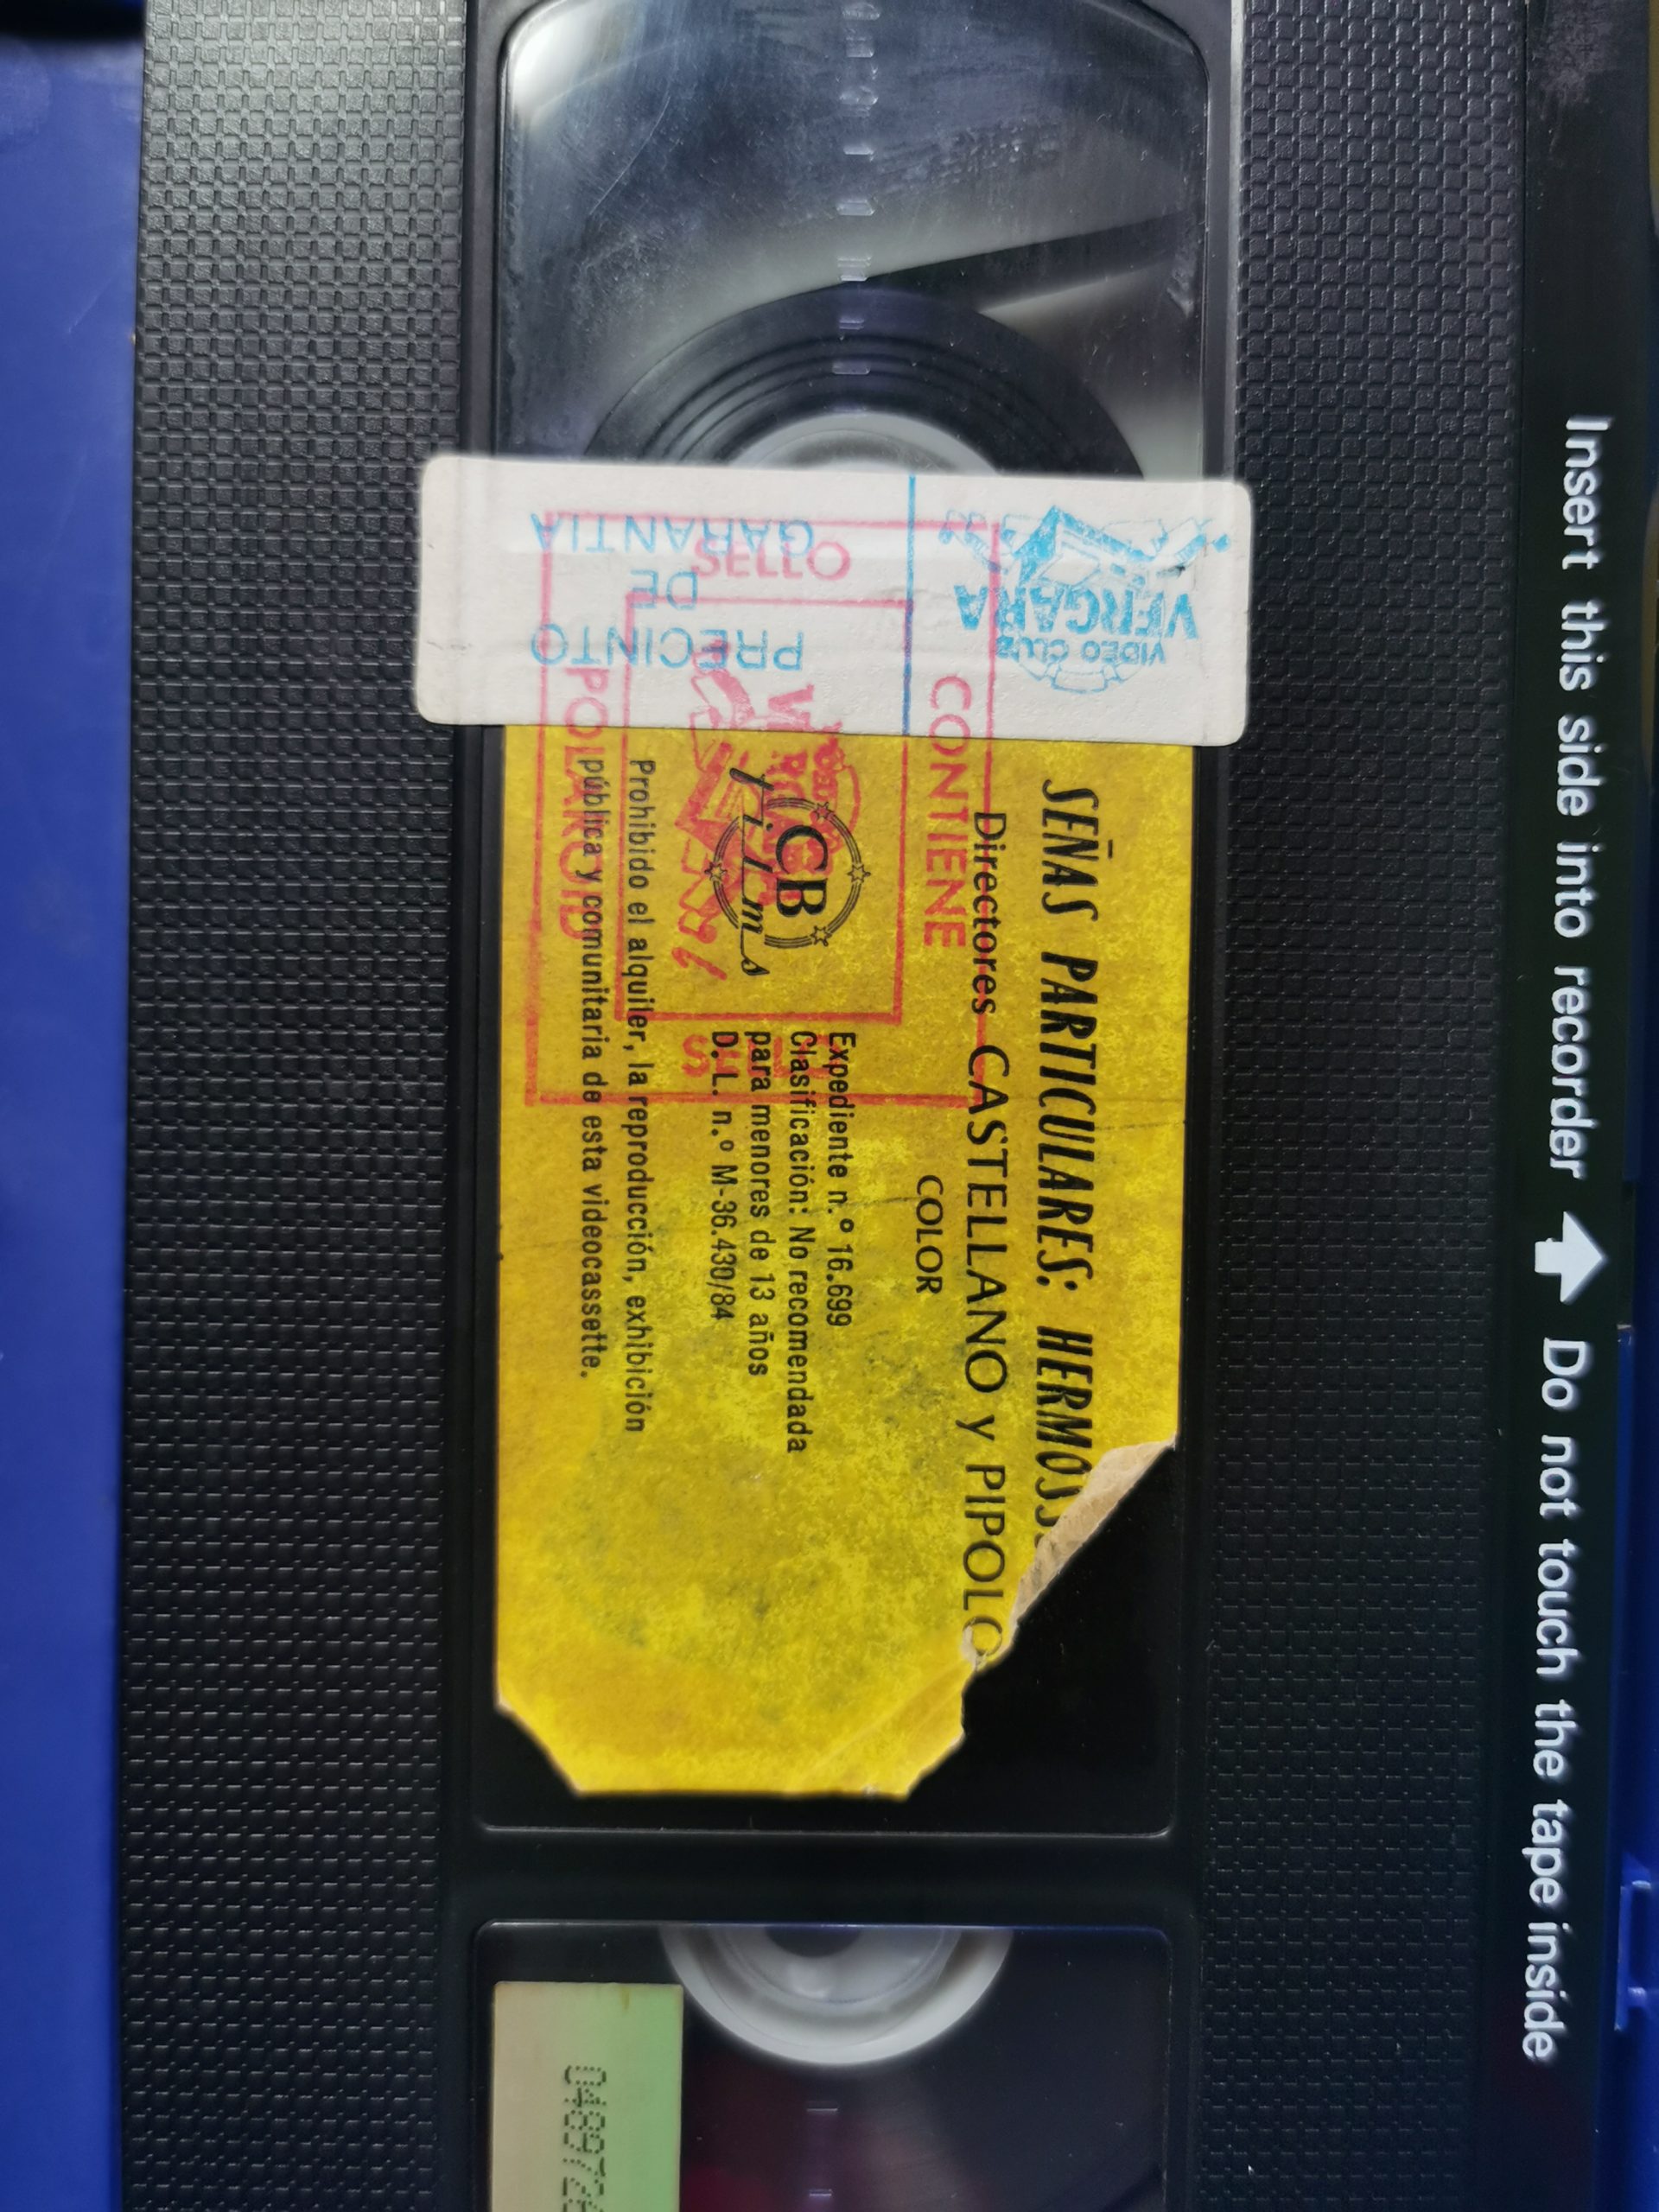 Insert this side into recorder Do not touch the tape inside
SEÑAS PARTICULARES: HERMOS
Directores CASTELLANO y PIPOLO
COLOR
CB
films
Expediente n.º 16.699
Clasificación: No recomendada
para menores de 13 años
D. L. n.º M-36.430/84
Prohibido el alquiler, la reproducción, exhibición
pública y comunitaria de esta videocassette.
VIDEO CLUB
VERGARA
PRECINTO
DE
GARANTIA
CONTIENE
SELLO
POLAROID